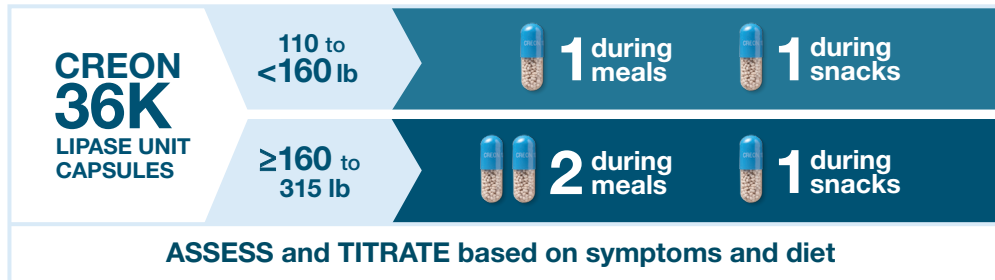 CREON
36K
LIPASE UNIT
CAPSULES
110 to
<160 lb
1 during
meals
1 during
snacks
≥160 to
315 lb
CREON
2 during
meals
1 during
snacks
ASSESS and TITRATE based on symptoms and diet